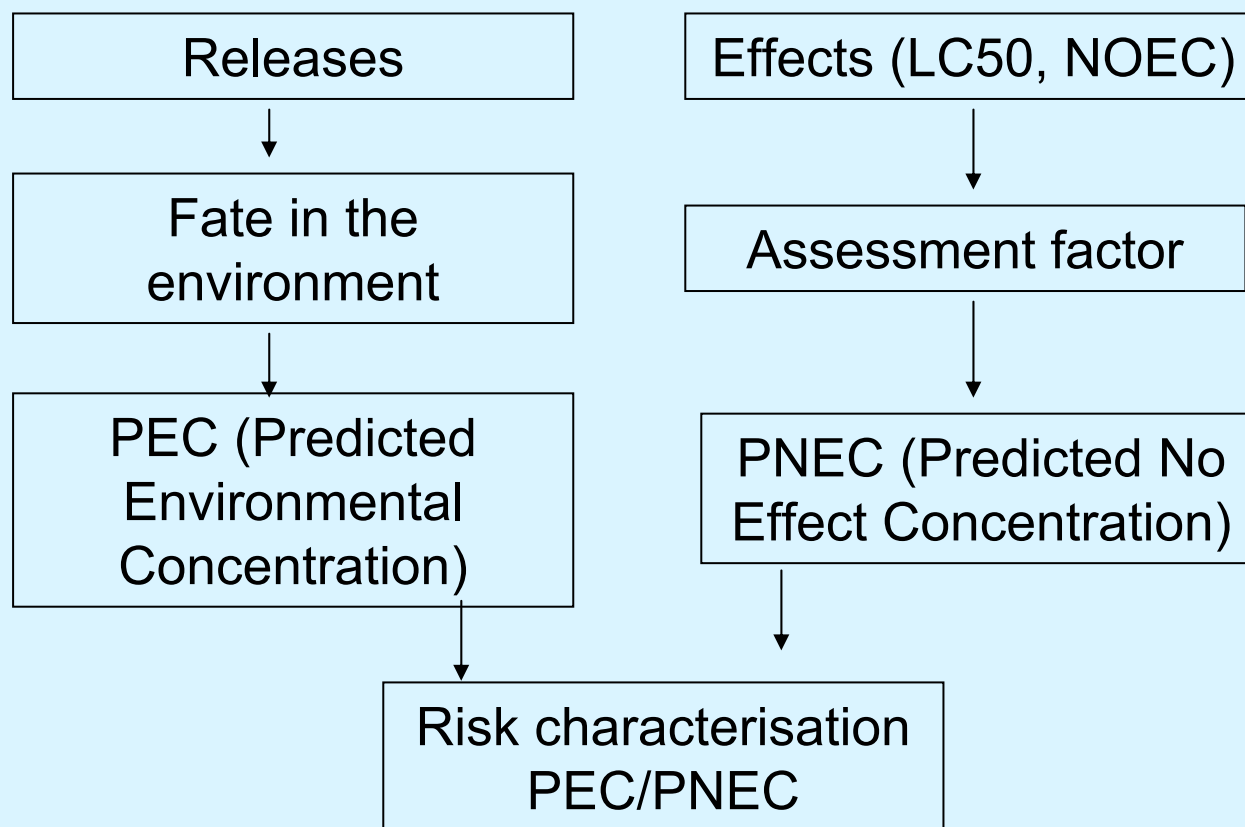 Releases
Effects (LC50, NOEC)
Fate in the
environment
Assessment factor
PEC (Predicted
Environmental
Concentration)
PNEC (Predicted No
Effect Concentration)
Risk characterisation
PEC/PNEC